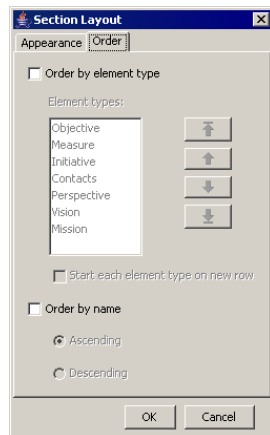 Section Layout
Appearance Order
Order by element type
Element types:
Objective
Measure
Initiative
Contacts
Perspective
Vision
Mission
Start each element type on new row
Order by name
Ascending
Descending
OK Cancel